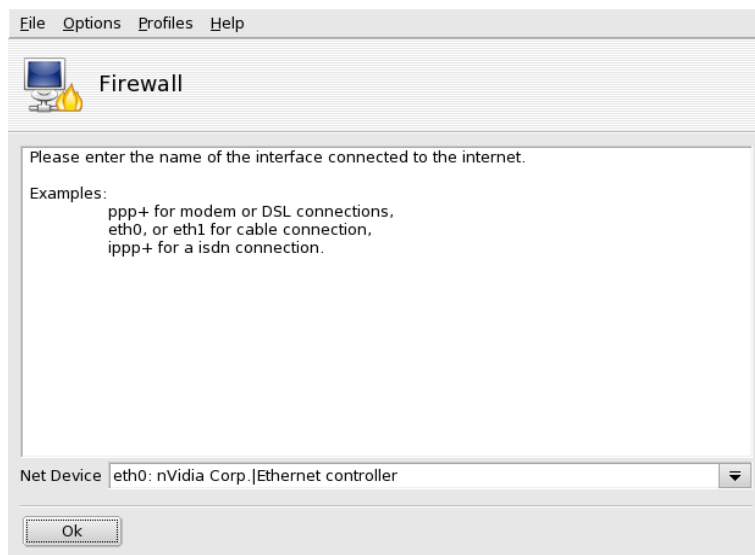 File Options Profiles Help
Firewall
Please enter the name of the interface connected to the internet.
Examples:
ppp+ for modem or DSL connections,
eth0, or eth1 for cable connection,
ippp+ for a isdn connection.
Net Device eth0: nVidia Corp.|Ethernet controller
Ok